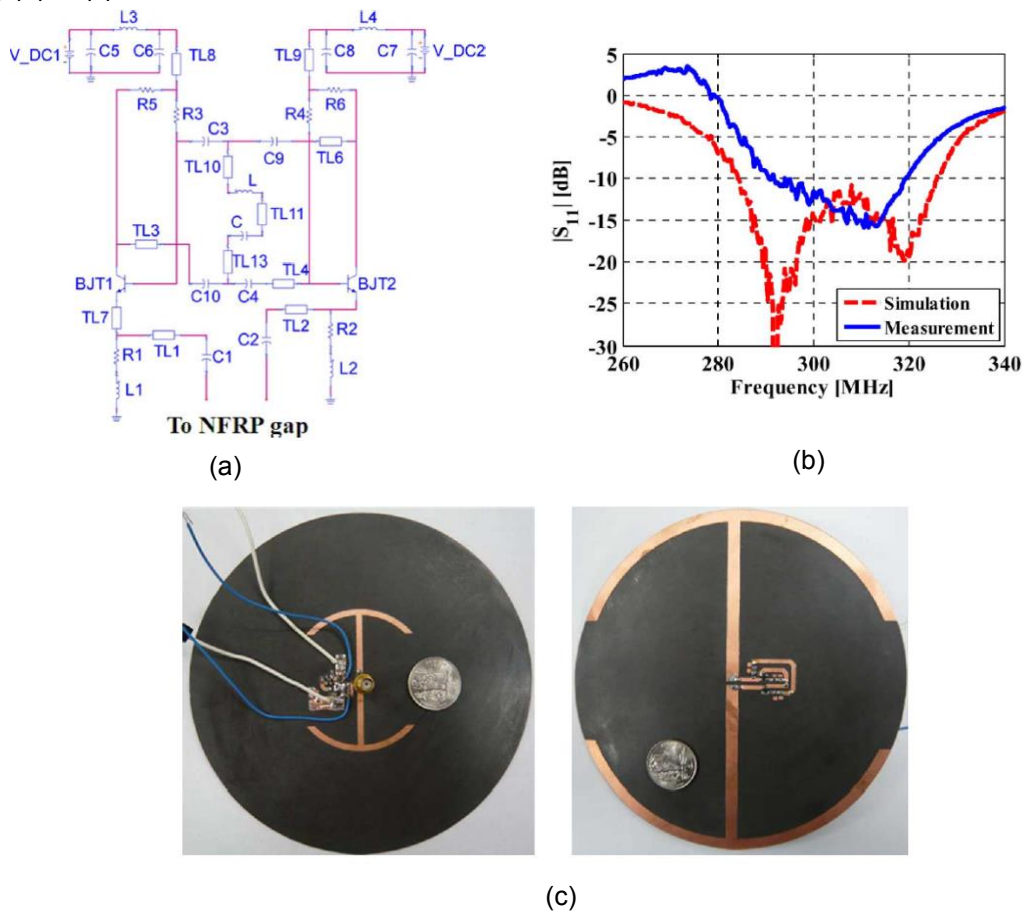 L3 L4
V_DC1 C5 C6 TL8 TL9 C8 C7 V_DC2
R5 R3 R4 R6
C3 C9 TL6
TL10
L
TL11
C
TL3 TL13 TL4
BJT1 C10 C4 BJT2
TL7 TL2 R2
R1 TL1 C1 C2
L1 L2
To NFRP gap
(a)
5
0
-5
-10
-15
-20
-25
-30
|S11| [dB]
Simulation
Measurement
260 280 300 320 340
Frequency [MHz]
(b)
(c)